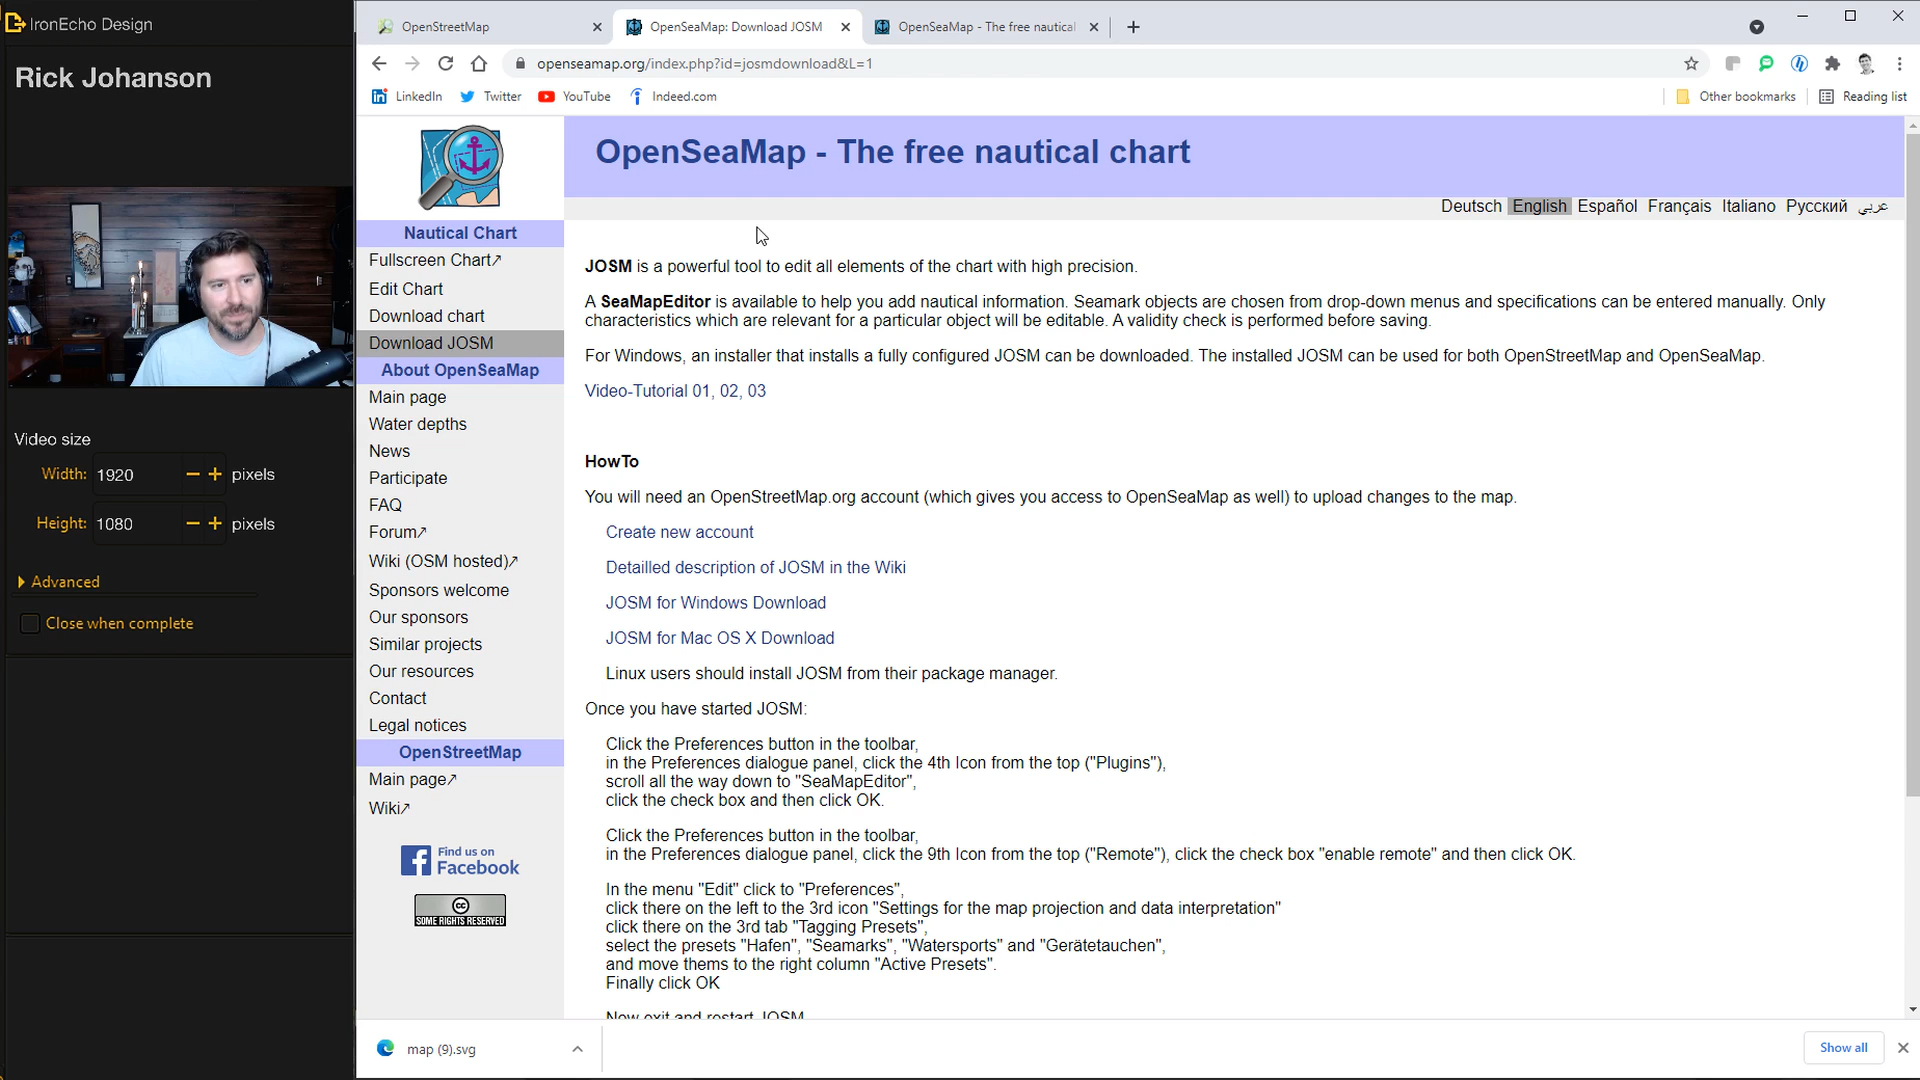 IronEcho Design
Rick Johanson
Video size
Width: 1920 pixels
Height: 1080 pixels
Advanced
Close when complete
OpenStreetMap
OpenSeaMap: Download JOSM
OpenSeaMap - The free nautical
openseamap.org/index.php?id=josmdownload&L=1
LinkedIn
Twitter
YouTube
Indeed.com
Other bookmarks
Reading list
OpenSeaMap - The free nautical chart
Deutsch English Español Français Italiano Русский عربي
Nautical Chart
Fullscreen Chart↗
Edit Chart
Download chart
Download JOSM
About OpenSeaMap
Main page
Water depths
News
Participate
FAQ
Forum↗
Wiki (OSM hosted)↗
Sponsors welcome
Our sponsors
Similar projects
Our resources
Contact
Legal notices
OpenStreetMap
Main page↗
Wiki↗
Find us on
Facebook
CC
SOME RIGHTS RESERVED
JOSM is a powerful tool to edit all elements of the chart with high precision.
A SeaMapEditor is available to help you add nautical information. Seamark objects are chosen from drop-down menus and specifications can be entered manually. Only
characteristics which are relevant for a particular object will be editable. A validity check is performed before saving.
For Windows, an installer that installs a fully configured JOSM can be downloaded. The installed JOSM can be used for both OpenStreetMap and OpenSeaMap.
Video-Tutorial 01, 02, 03
HowTo
You will need an OpenStreetMap.org account (which gives you access to OpenSeaMap as well) to upload changes to the map.
Create new account
Detailled description of JOSM in the Wiki
JOSM for Windows Download
JOSM for Mac OS X Download
Linux users should install JOSM from their package manager.
Once you have started JOSM:
Click the Preferences button in the toolbar,
in the Preferences dialogue panel, click the 4th Icon from the top ("Plugins"),
scroll all the way down to "SeaMapEditor",
click the check box and then click OK.
Click the Preferences button in the toolbar,
in the Preferences dialogue panel, click the 9th Icon from the top ("Remote"), click the check box "enable remote" and then click OK.
In the menu "Edit" click to "Preferences",
click there on the left to the 3rd icon "Settings for the map projection and data interpretation"
click there on the 3rd tab "Tagging Presets",
select the presets "Hafen", "Seamarks", "Watersports" and "Gerätetauchen",
and move thems to the right column "Active Presets".
Finally click OK
Now exit and restart JOSM
map (9).svg
Show all